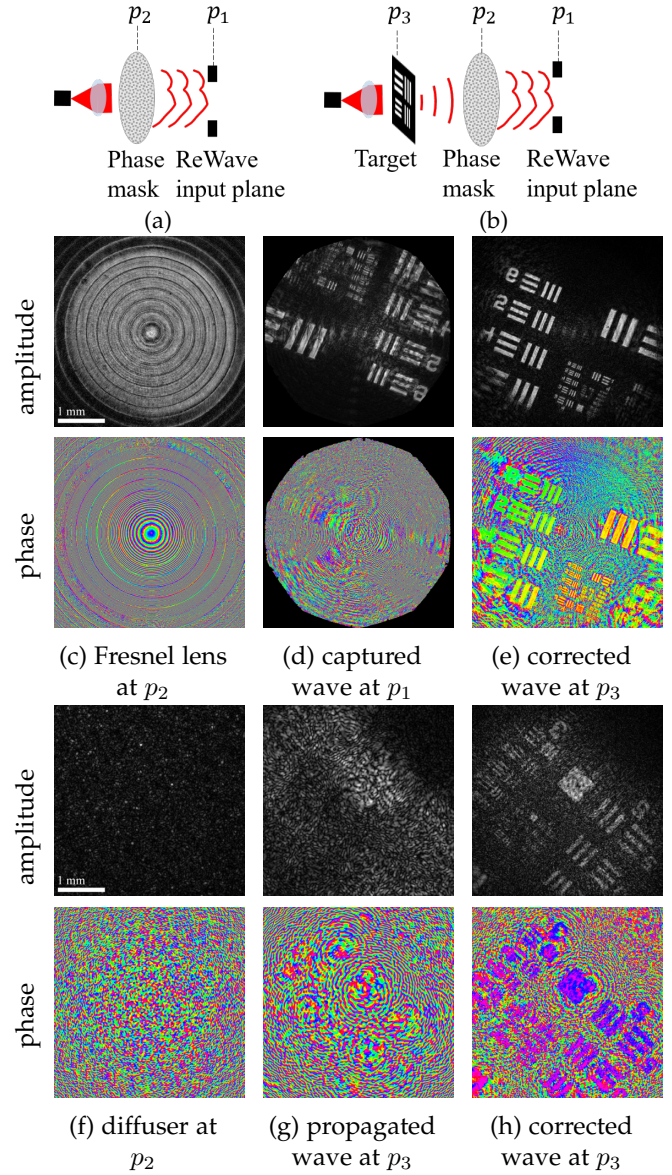 p2 p1
p3 p2 p1
Phase mask
ReWave input plane
Target
Phase mask
ReWave input plane
(a)
(b)
amplitude
1 mm
phase
(c) Fresnel lens at p2
(d) captured wave at p1
(e) corrected wave at p3
amplitude
1 mm
phase
(f) diffuser at p2
(g) propagated wave at p3
(h) corrected wave at p3